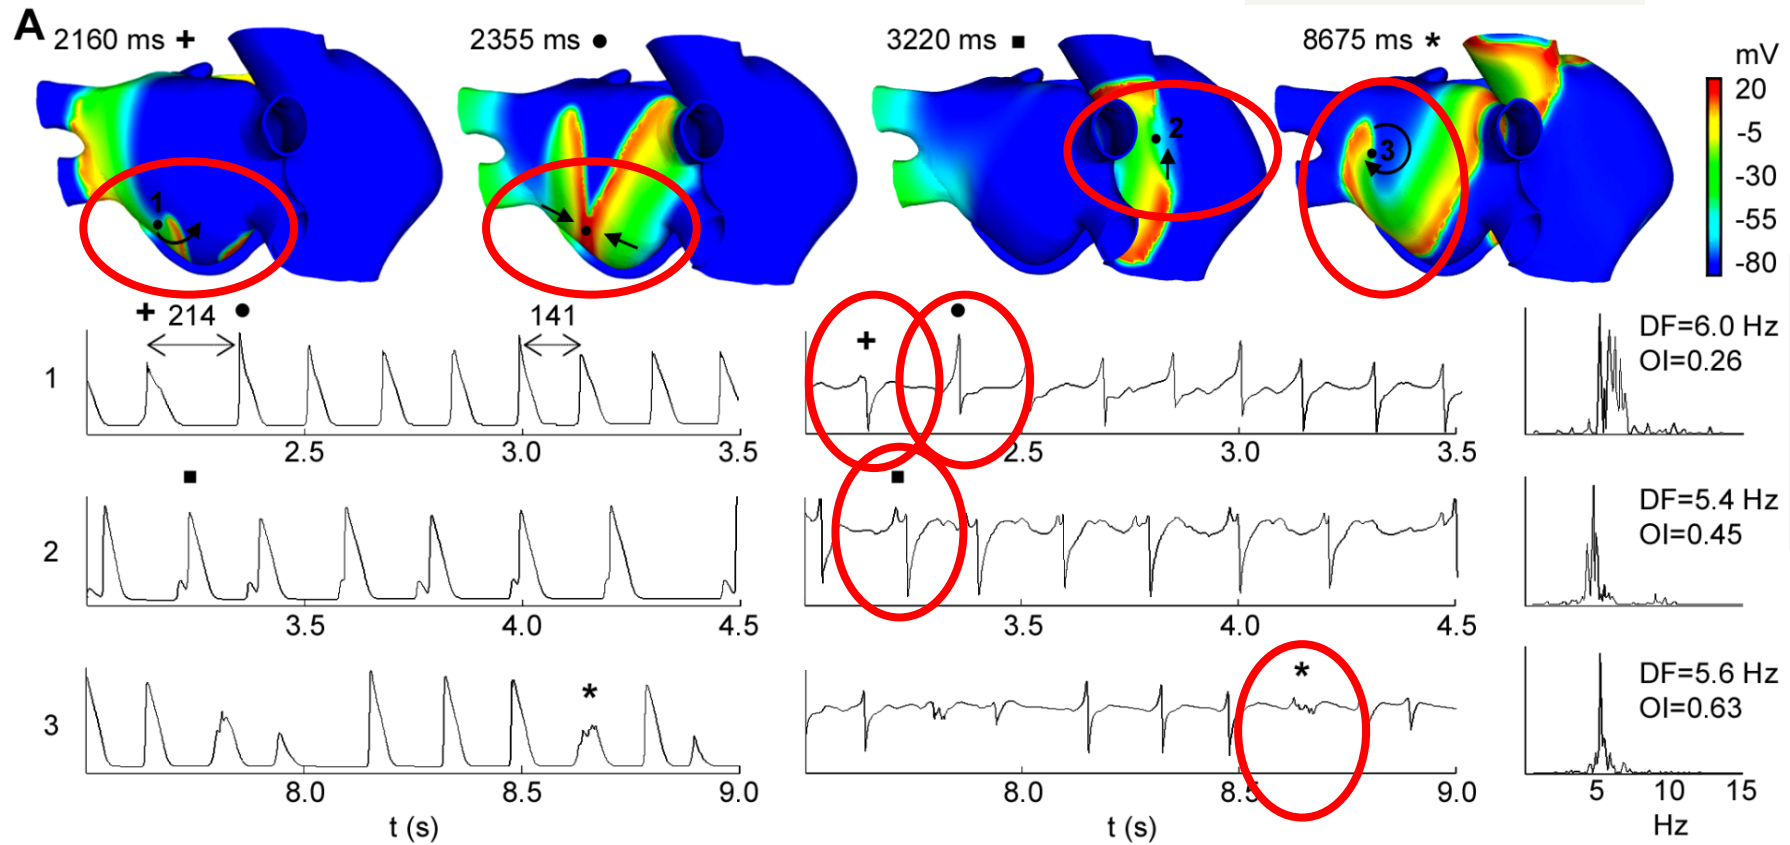 A
2160 ms +
2355 ms ●
3220 ms ■
8675 ms *
mV
20
-5
-30
-55
-80
1
2
3
+ 214 ●
141
+
●
DF=6.0 Hz
OI=0.26
1
2.5 3.0 3.5
2.5 3.0 3.5
■
■
DF=5.4 Hz
OI=0.45
2
3.5 4.0 4.5
3.5 4.0 4.5
*
*
DF=5.6 Hz
OI=0.63
3
8.0 8.5 9.0
8.0 8.5 9.0
5 10 15
t (s)
t (s)
Hz